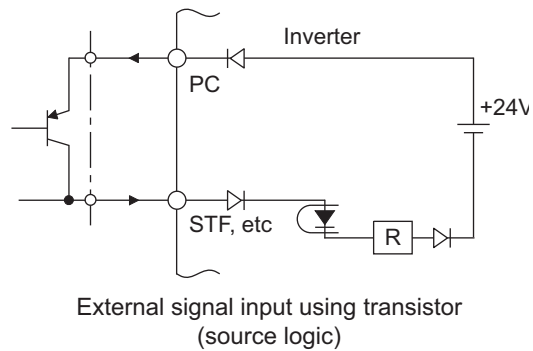 Inverter
PC
+24V
STF, etc
R
External signal input using transistor
(source logic)